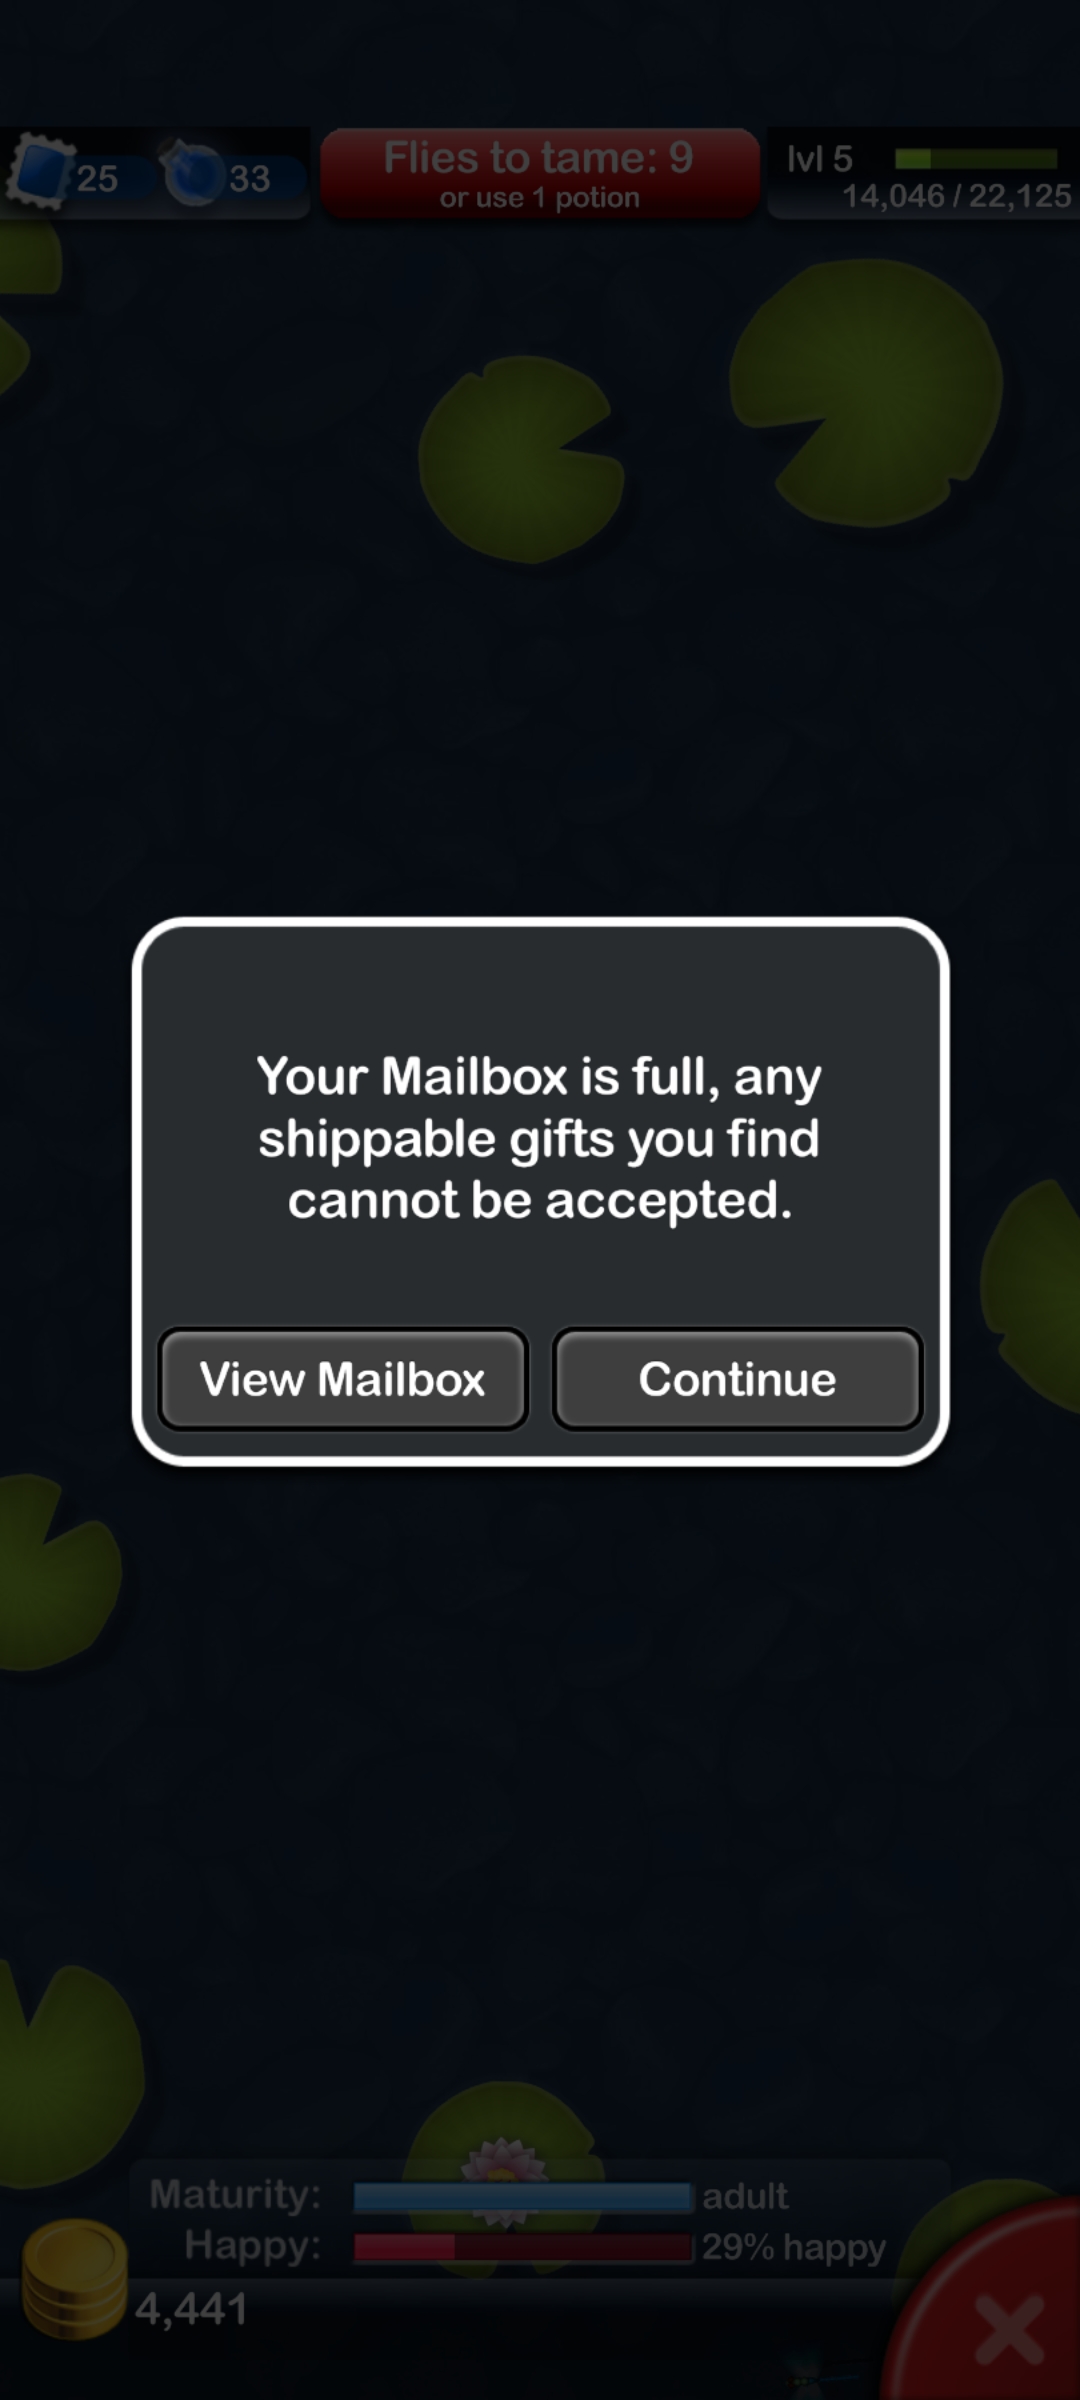 25
33
Flies to tame: 9
or use 1 potion
lvl 5
14,046 / 22,125
Your Mailbox is full, any
shippable gifts you find
cannot be accepted.
View Mailbox
Continue
Maturity:
adult
Happy:
29% happy
4,441